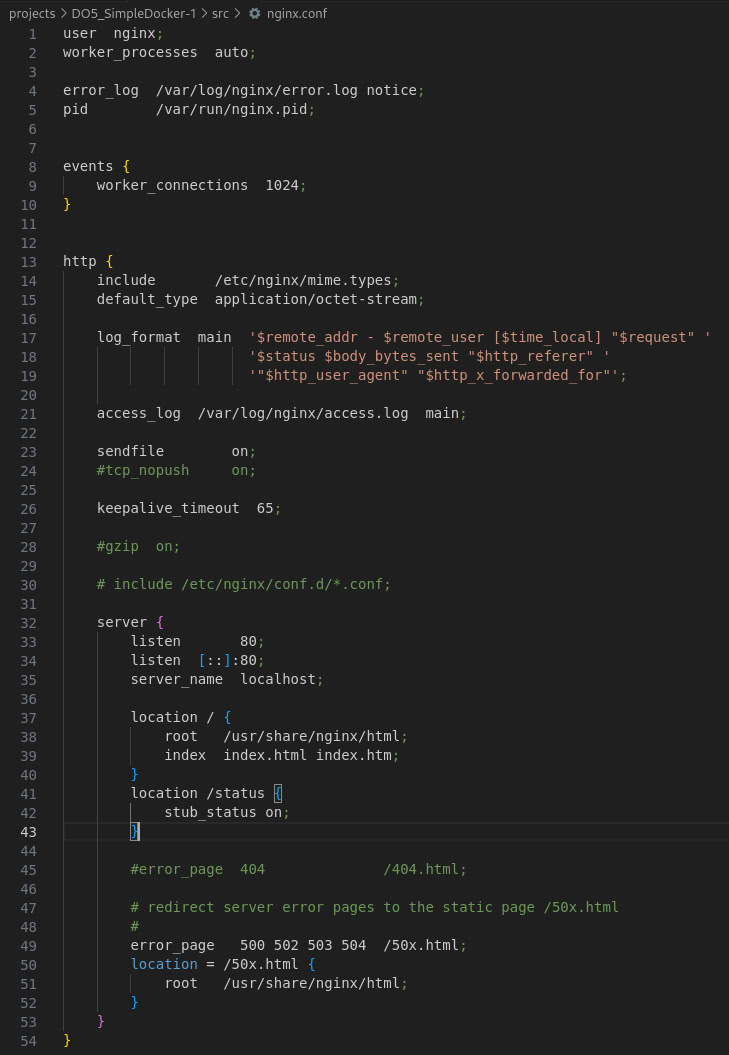 projects > DO5_SimpleDocker-1 > src > nginx.conf
1 user  nginx;
2 worker_processes  auto;
3
4 error_log  /var/log/nginx/error.log notice;
5 pid        /var/run/nginx.pid;
6
7
8 events {
9     worker_connections  1024;
10 }
11
12
13 http {
14     include       /etc/nginx/mime.types;
15     default_type  application/octet-stream;
16
17     log_format  main  '$remote_addr - $remote_user [$time_local] "$request" '
18                       '$status $body_bytes_sent "$http_referer" '
19                       '"$http_user_agent" "$http_x_forwarded_for"';
20
21     access_log  /var/log/nginx/access.log  main;
22
23     sendfile        on;
24     #tcp_nopush     on;
25
26     keepalive_timeout  65;
27
28     #gzip  on;
29
30     # include /etc/nginx/conf.d/*.conf;
31
32     server {
33         listen       80;
34         listen  [::]:80;
35         server_name  localhost;
36
37         location / {
38             root   /usr/share/nginx/html;
39             index  index.html index.htm;
40         }
41         location /status {
42             stub_status on;
43         }
44
45         #error_page  404              /404.html;
46
47         # redirect server error pages to the static page /50x.html
48         #
49         error_page   500 502 503 504  /50x.html;
50         location = /50x.html {
51             root   /usr/share/nginx/html;
52         }
53     }
54 }